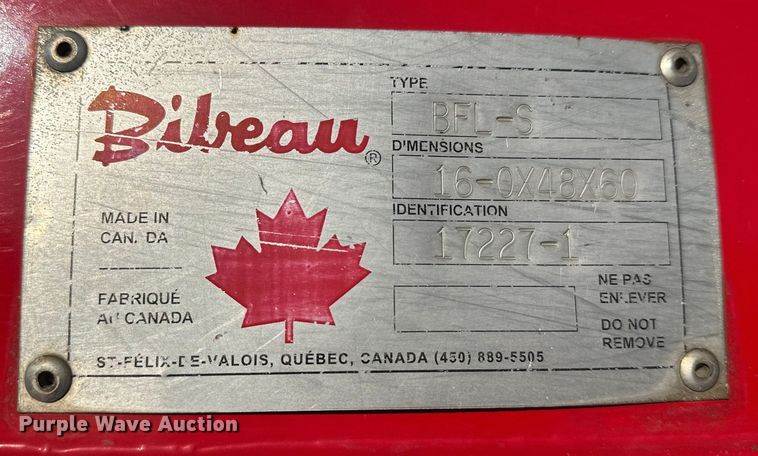 Bibeau®
TYPE
BFL-S
D'MENSIONS
16-0X48X60
IDENTIFICATION
17227-1
MADE IN
CANADA
FABRIQUÉ
AU CANADA
NE PAS
ENLEVER
DO NOT
REMOVE
ST-FÉLIX-DE-VALOIS, QUÉBEC, CANADA (450) 889-5505
Purple Wave Auction